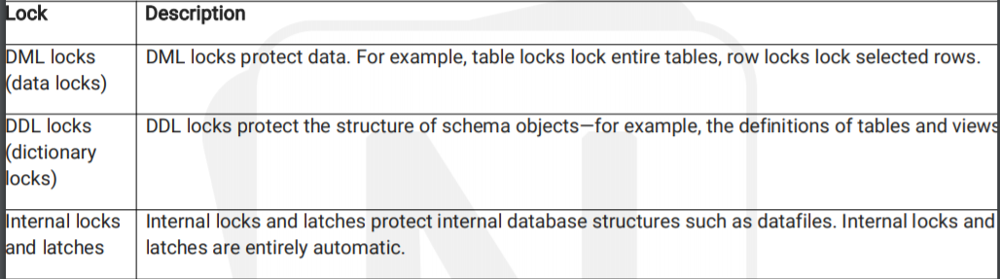 Lock Description
DML locks DML locks protect data. For example, table locks lock entire tables, row locks lock selected rows.
(data locks)
DDL locks DDL locks protect the structure of schema objects—for example, the definitions of tables and views
(dictionary
locks)
Internal locks Internal locks and latches protect internal database structures such as datafiles. Internal locks and
and latches latches are entirely automatic.